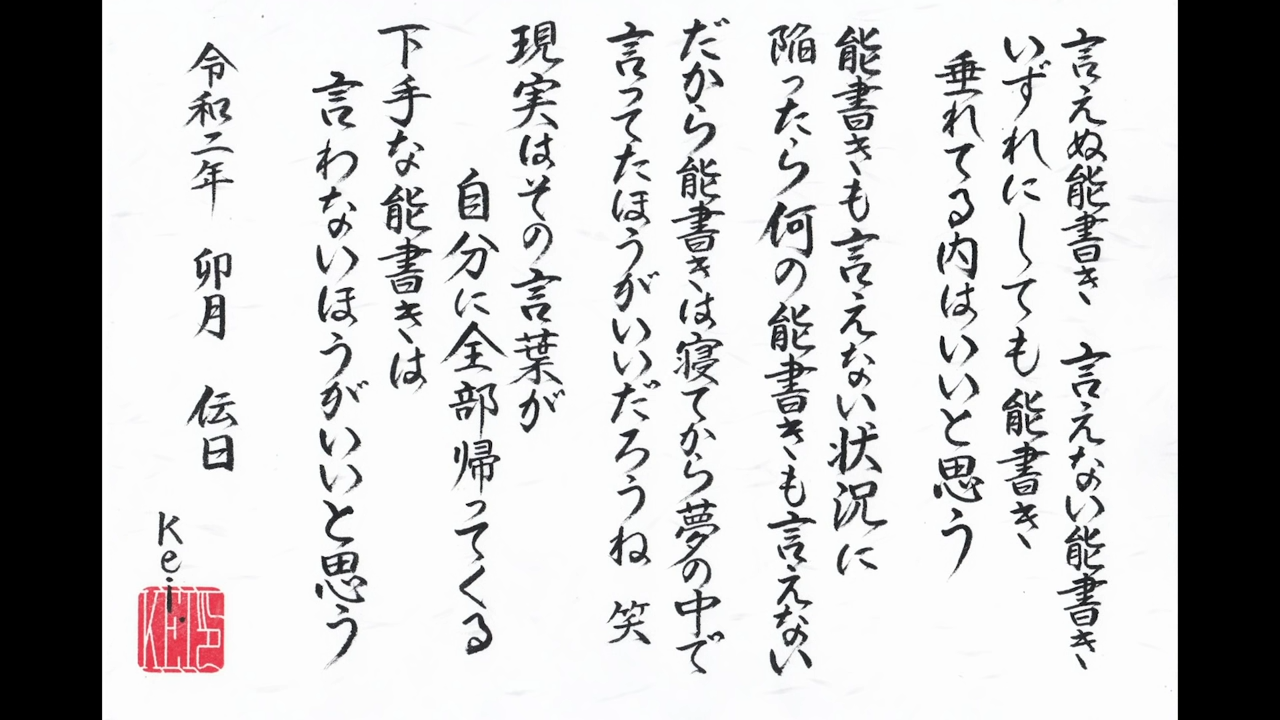 言えぬ能書き　言えない能書き
いずれにしても能書き
垂れてる内はいいと思う
能書きも言えない状況に
陥ったら何の能書きも言えない
だから能書きは寝てから夢の中で
言ってたほうがいいだろうね　笑
現実はその言葉が
自分に全部帰ってくる
下手な能書きは
言わないほうがいいと思う
令和二年　卯月　伝日
Kei.
KEI